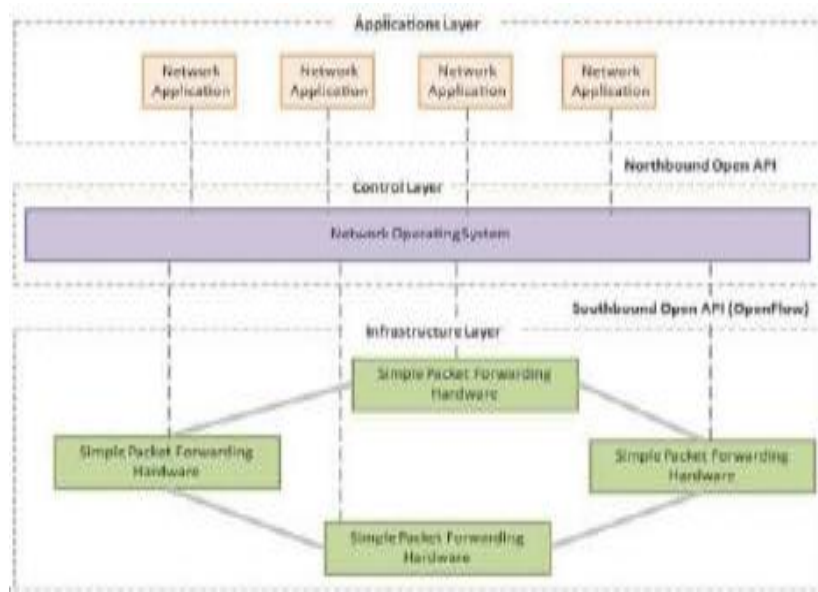 Applications Layer
Network
Application
Network
Application
Network
Application
Network
Application
Northbound Open API
Control Layer
Network OperatingSystem
Southbound Open API (OpenFlow)
Infrastructure Layer
Simple Packet Forwarding
Hardware
Simple Packet Forwarding
Hardware
Simple Packet Forwarding
Hardware
Simple Packet Forwarding
Hardware